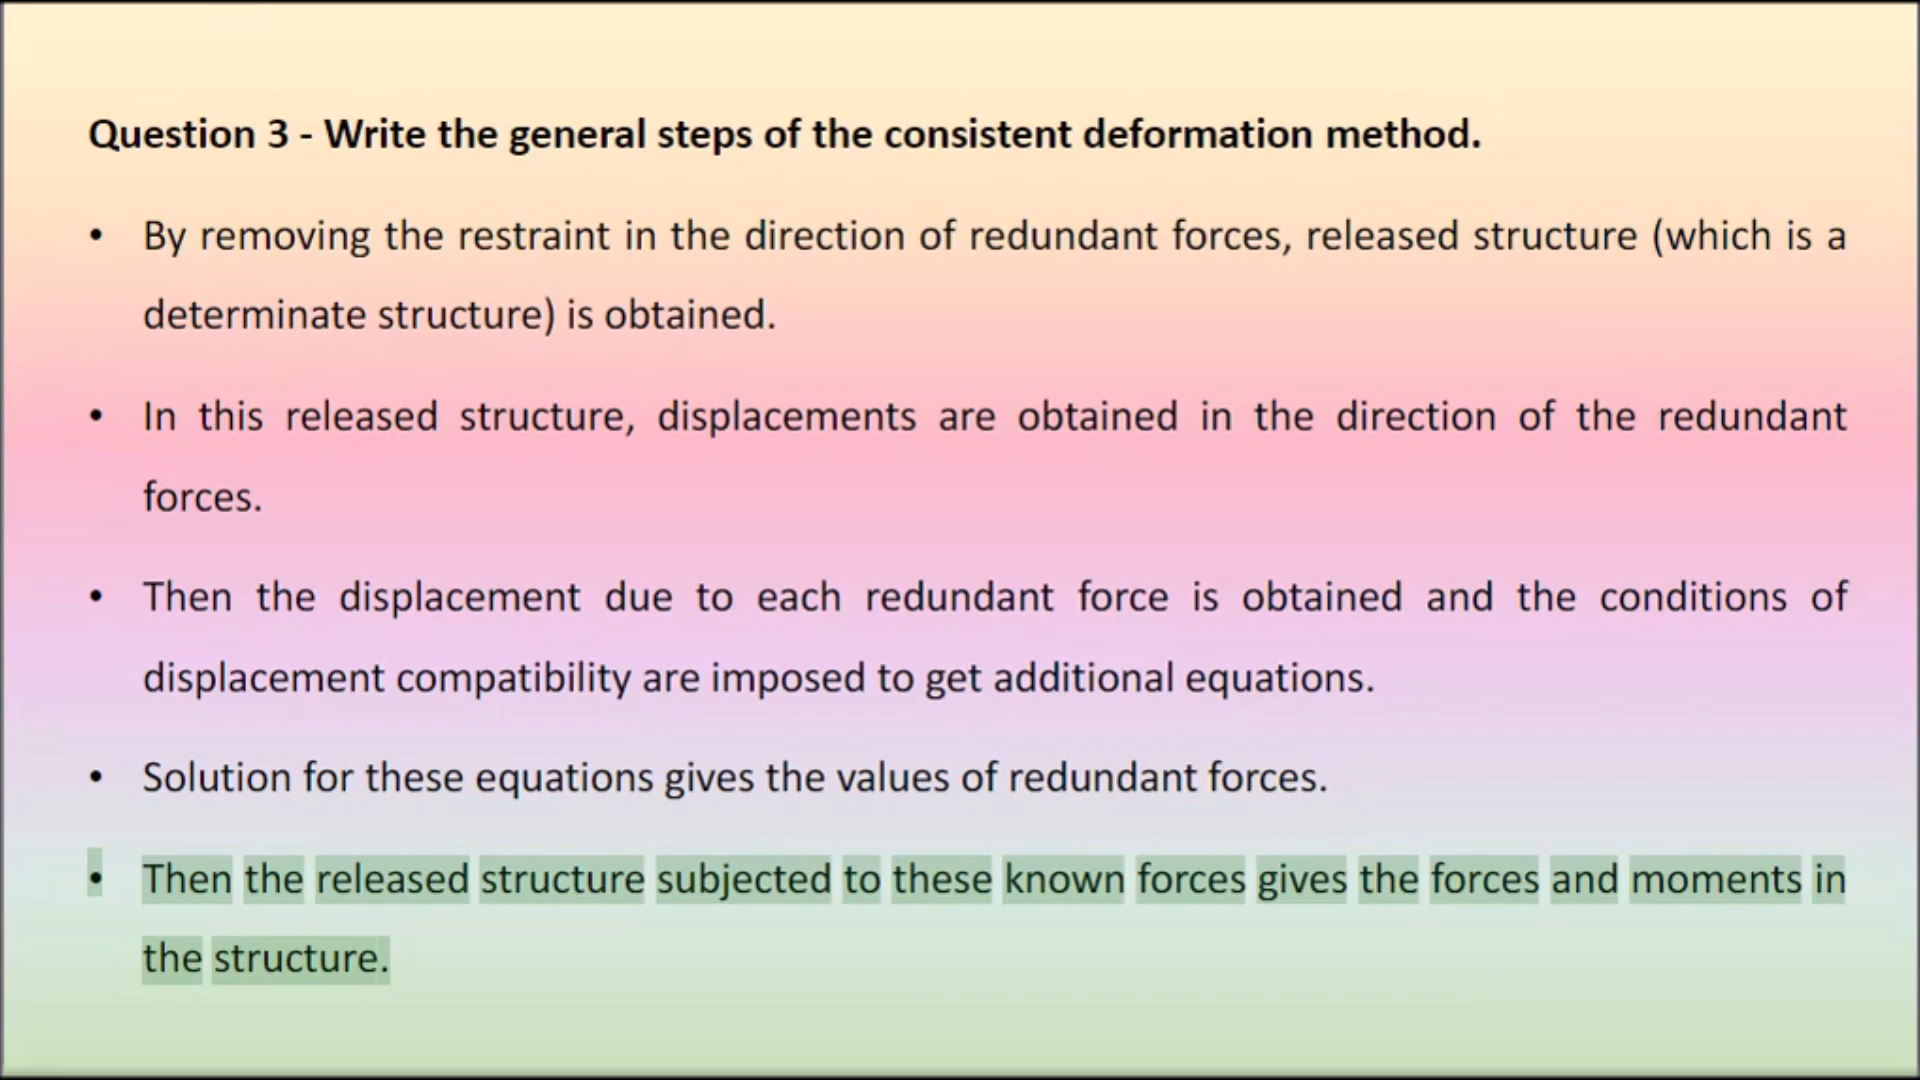 Question 3 - Write the general steps of the consistent deformation method.
• By removing the restraint in the direction of redundant forces, released structure (which is a
determinate structure) is obtained.
• In this released structure, displacements are obtained in the direction of the redundant
forces.
• Then the displacement due to each redundant force is obtained and the conditions of
displacement compatibility are imposed to get additional equations.
• Solution for these equations gives the values of redundant forces.
• Then the released structure subjected to these known forces gives the forces and moments in
the structure.